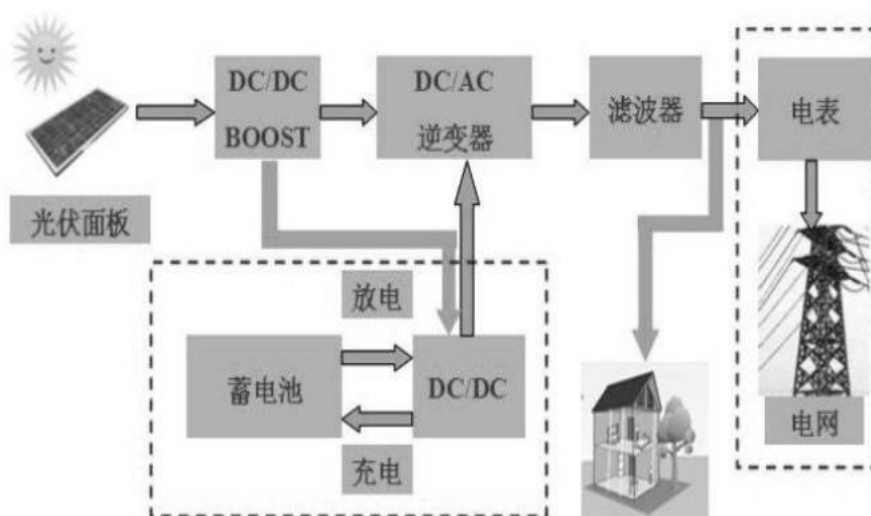 DC/DC
BOOST
DC/AC
逆变器
滤波器
电表
光伏面板
放电
蓄电池
DC/DC
充电
电网